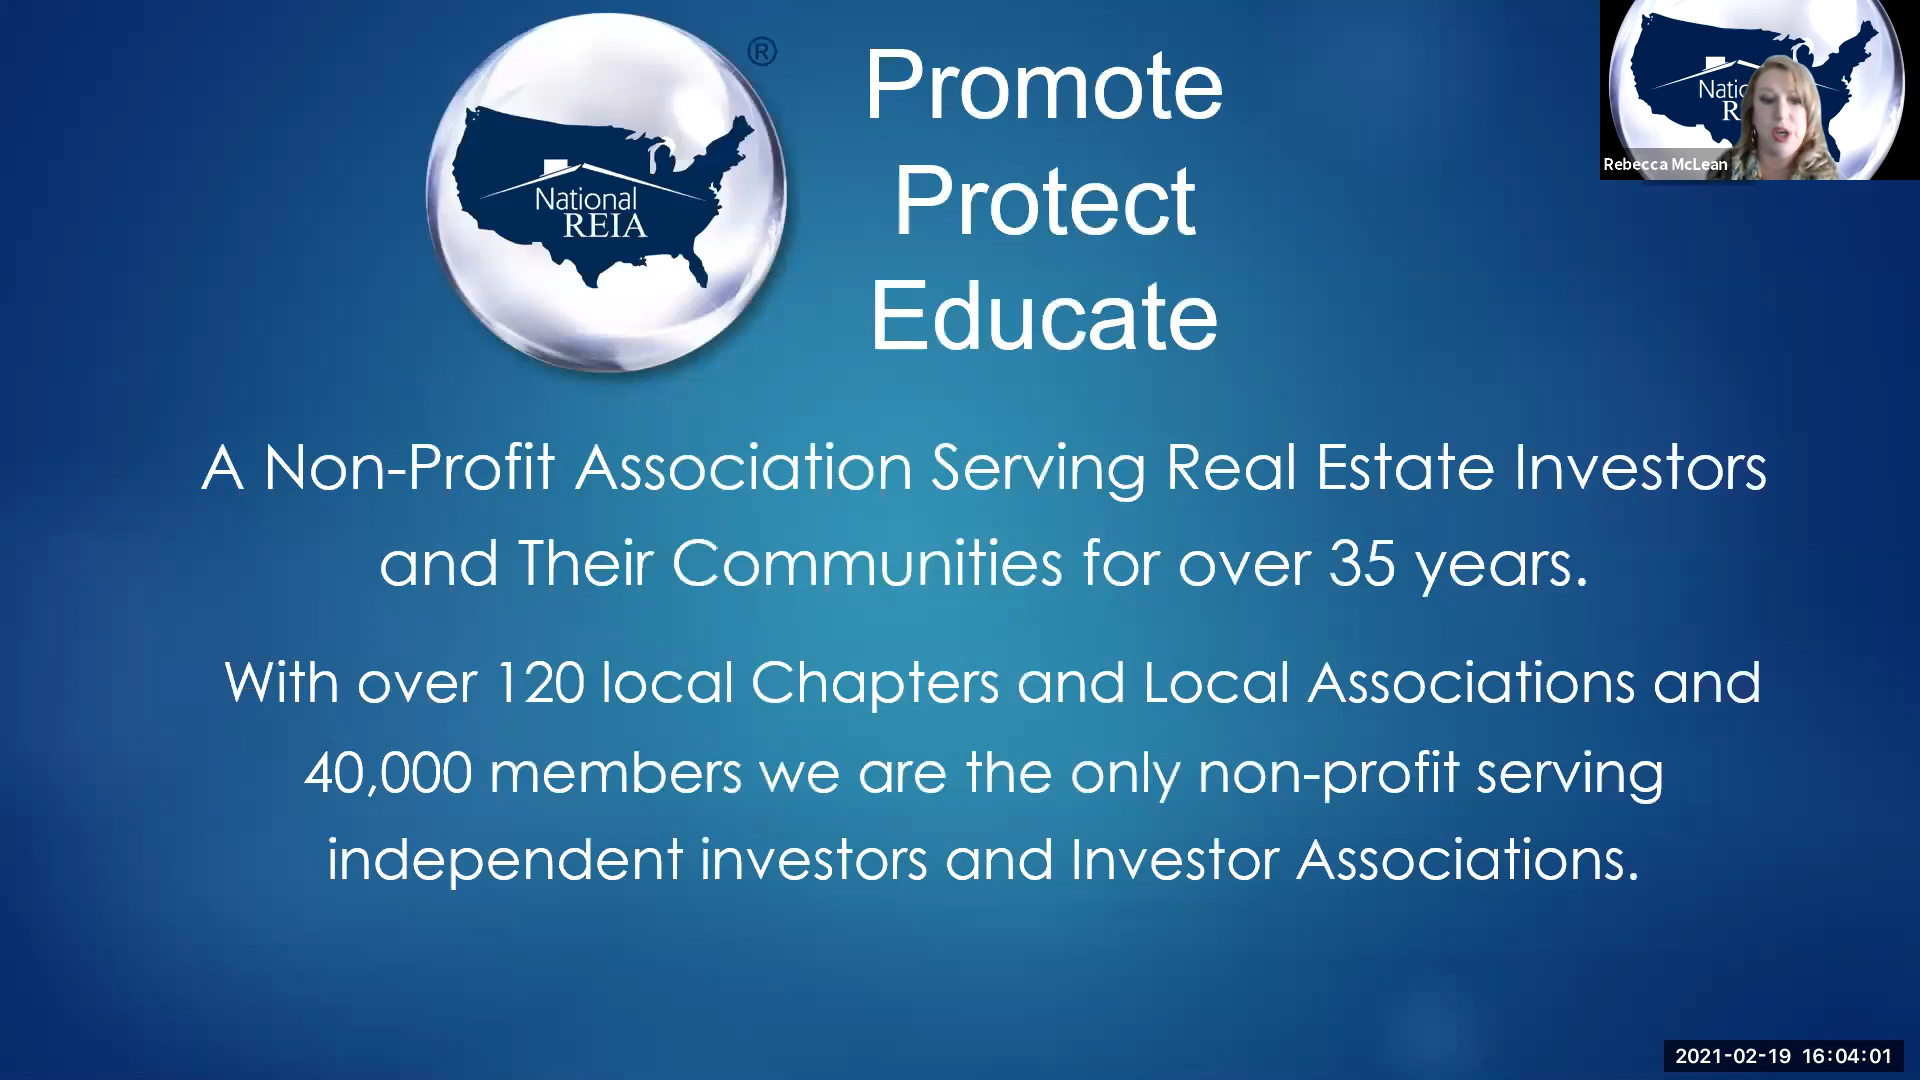 ®
National
REIA
Promote
Protect
Educate
A Non-Profit Association Serving Real Estate Investors
and Their Communities for over 35 years.
With over 120 local Chapters and Local Associations and
40,000 members we are the only non-profit serving
independent investors and Investor Associations.
Natio
R
Rebecca McLean
2021-02-19 16:04:01